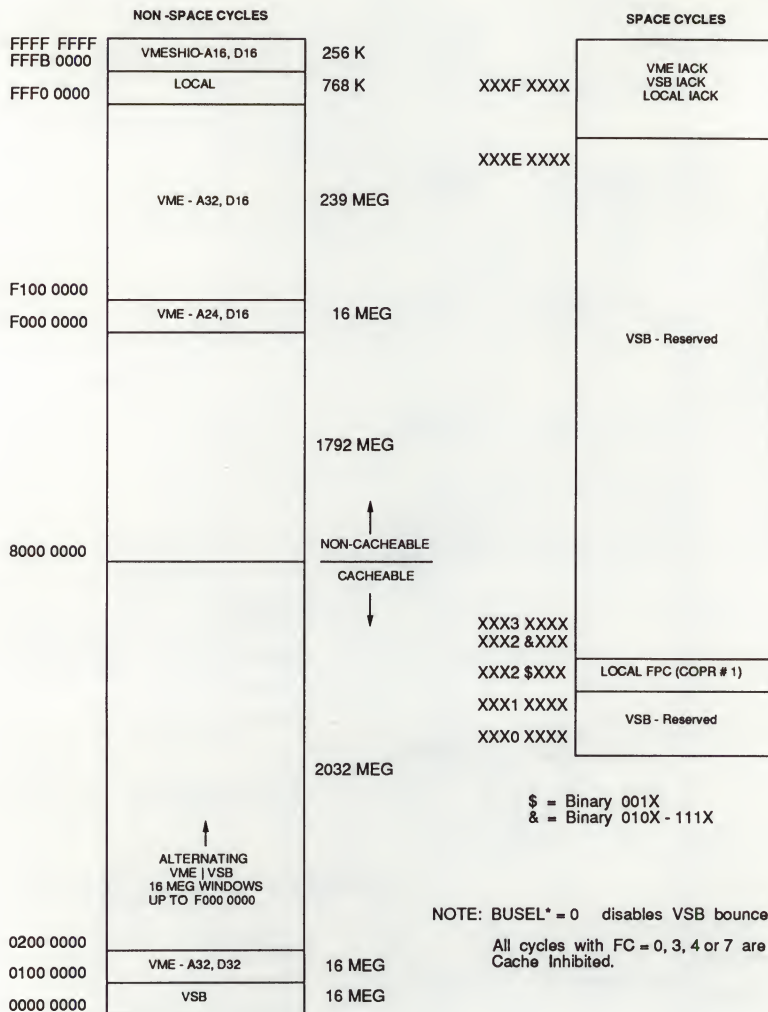 NON -SPACE CYCLES
FFFF FFFF
FFFB 0000
VMESHIO-A16, D16
256 K
FFF0 0000
LOCAL
768 K
VME - A32, D16
239 MEG
F100 0000
F000 0000
VME - A24, D16
16 MEG
1792 MEG
8000 0000
NON-CACHEABLE
CACHEABLE
2032 MEG
ALTERNATING
VME | VSB
16 MEG WINDOWS
UP TO F000 0000
0200 0000
0100 0000
VME - A32, D32
16 MEG
0000 0000
VSB
16 MEG
SPACE CYCLES
XXXF XXXX
VME IACK
VSB IACK
LOCAL IACK
XXXE XXXX
VSB - Reserved
XXX3 XXXX
XXX2 &XXX
XXX2 $XXX
LOCAL FPC (COPR # 1)
XXX1 XXXX
VSB - Reserved
XXX0 XXXX
$ = Binary 001X
& = Binary 010X - 111X
NOTE: BUSEL* = 0 disables VSB bounce
All cycles with FC = 0, 3, 4 or 7 are
Cache Inhibited.